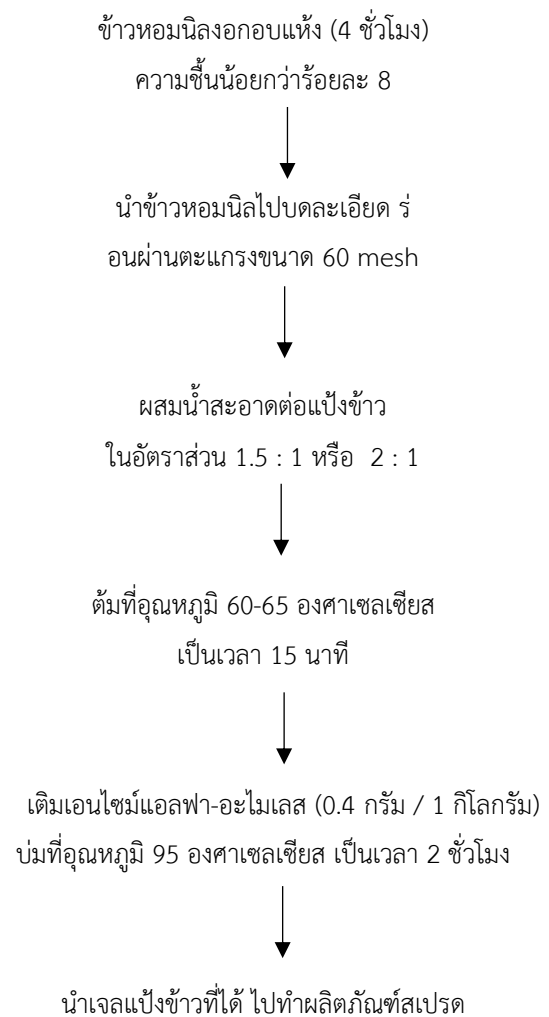 ข้าวหอมนิลงอกอบแห้ง (4 ชั่วโมง)
ความชื้นน้อยกว่าร้อยละ 8
นำข้าวหอมนิลไปบดละเอียด ร่
อนผ่านตะแกรงขนาด 60 mesh
ผสมน้ำสะอาดต่อแป้งข้าว
ในอัตราส่วน 1.5 : 1 หรือ 2 : 1
ต้มที่อุณหภูมิ 60-65 องศาเซลเซียส
เป็นเวลา 15 นาที
เติมเอนไซม์แอลฟา-อะไมเลส (0.4 กรัม / 1 กิโลกรัม)
บ่มที่อุณหภูมิ 95 องศาเซลเซียส เป็นเวลา 2 ชั่วโมง
นำเจลแป้งข้าวที่ได้ ไปทำผลิตภัณฑ์สเปรด